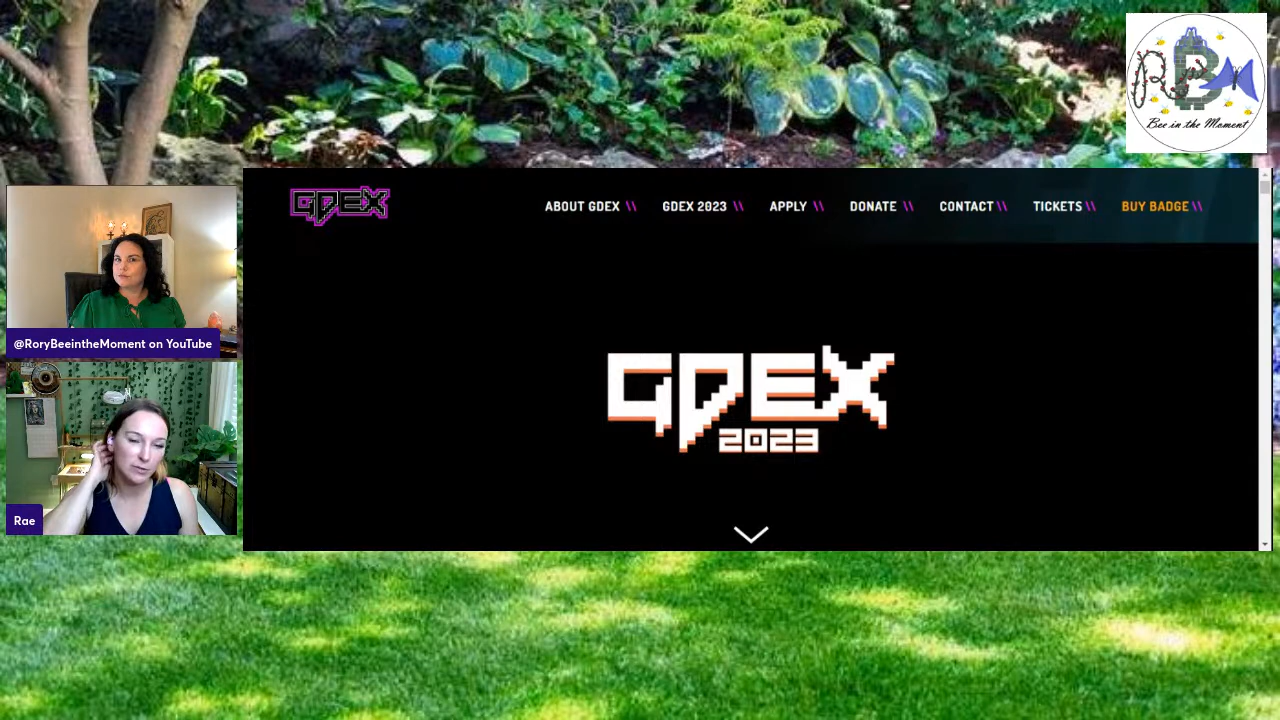 Bee in the Moment
GDEX
ABOUT GDEX \\ GDEX 2023 \\ APPLY \\ DONATE \\ CONTACT \\ TICKETS \\ BUY BADGE \\
@RoryBeeintheMoment on YouTube
GDEX
2023
Rae